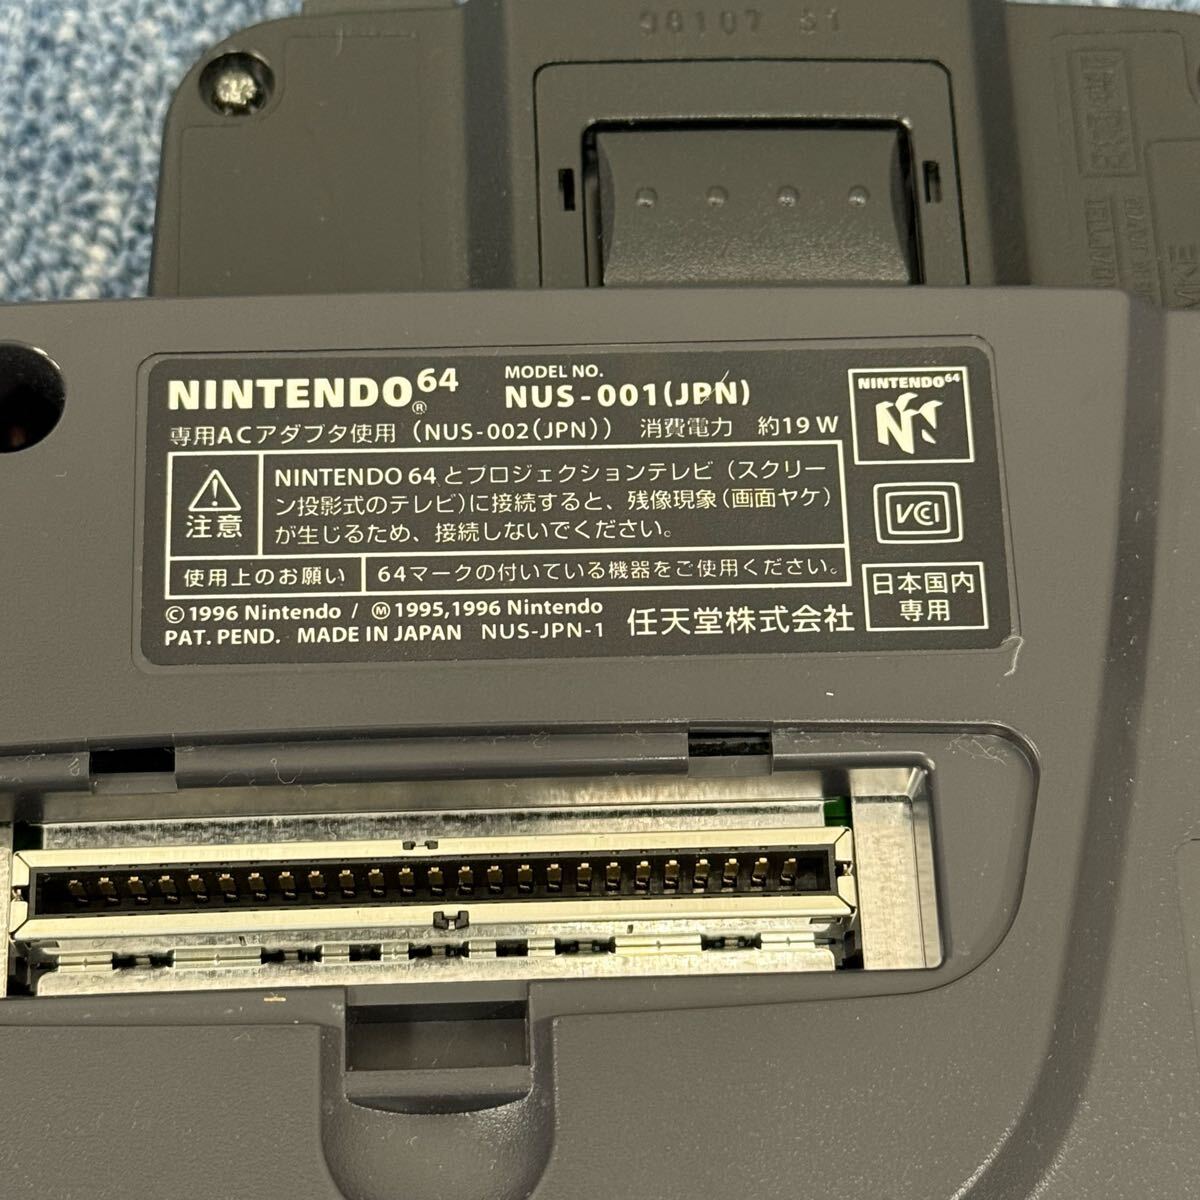 98107 51
NINTENDO64®
MODEL NO.
NUS-001(JPN)
専用ACアダプタ使用（NUS-002(JPN)） 消費電力 約19W
注意
NINTENDO 64 とプロジェクションテレビ（スクリー
ン投影式のテレビ）に接続すると、残像現象（画面ヤケ）
が生じるため、接続しないでください。
使用上のお願い
64マークの付いている機器をご使用ください。
© 1996 Nintendo / Ⓜ 1995,1996 Nintendo
PAT. PEND. MADE IN JAPAN NUS-JPN-1
任天堂株式会社
NINTENDO64
VCI
日本国内
専用